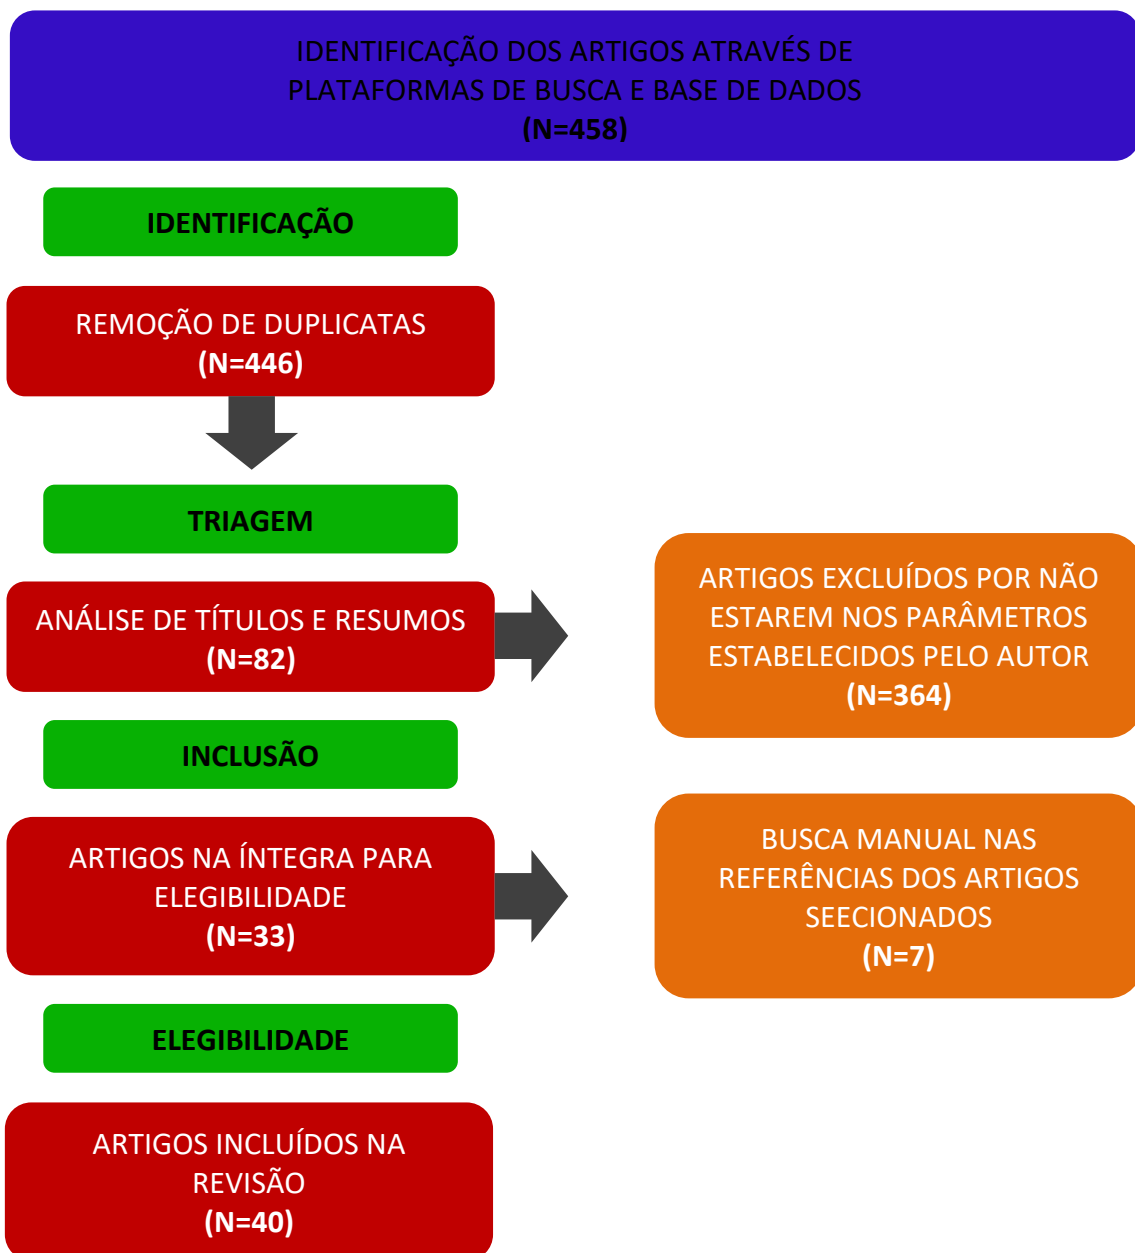 IDENTIFICAÇÃO DOS ARTIGOS ATRAVÉS DE
PLATAFORMAS DE BUSCA E BASE DE DADOS
(N=458)
IDENTIFICAÇÃO
REMOÇÃO DE DUPLICATAS
(N=446)
TRIAGEM
ANÁLISE DE TÍTULOS E RESUMOS
(N=82)
ARTIGOS EXCLUÍDOS POR NÃO
ESTAREM NOS PARÂMETROS
ESTABELECIDOS PELO AUTOR
(N=364)
INCLUSÃO
ARTIGOS NA ÍNTEGRA PARA
ELEGIBILIDADE
(N=33)
BUSCA MANUAL NAS
REFERÊNCIAS DOS ARTIGOS
SEECIONADOS
(N=7)
ELEGIBILIDADE
ARTIGOS INCLUÍDOS NA
REVISÃO
(N=40)